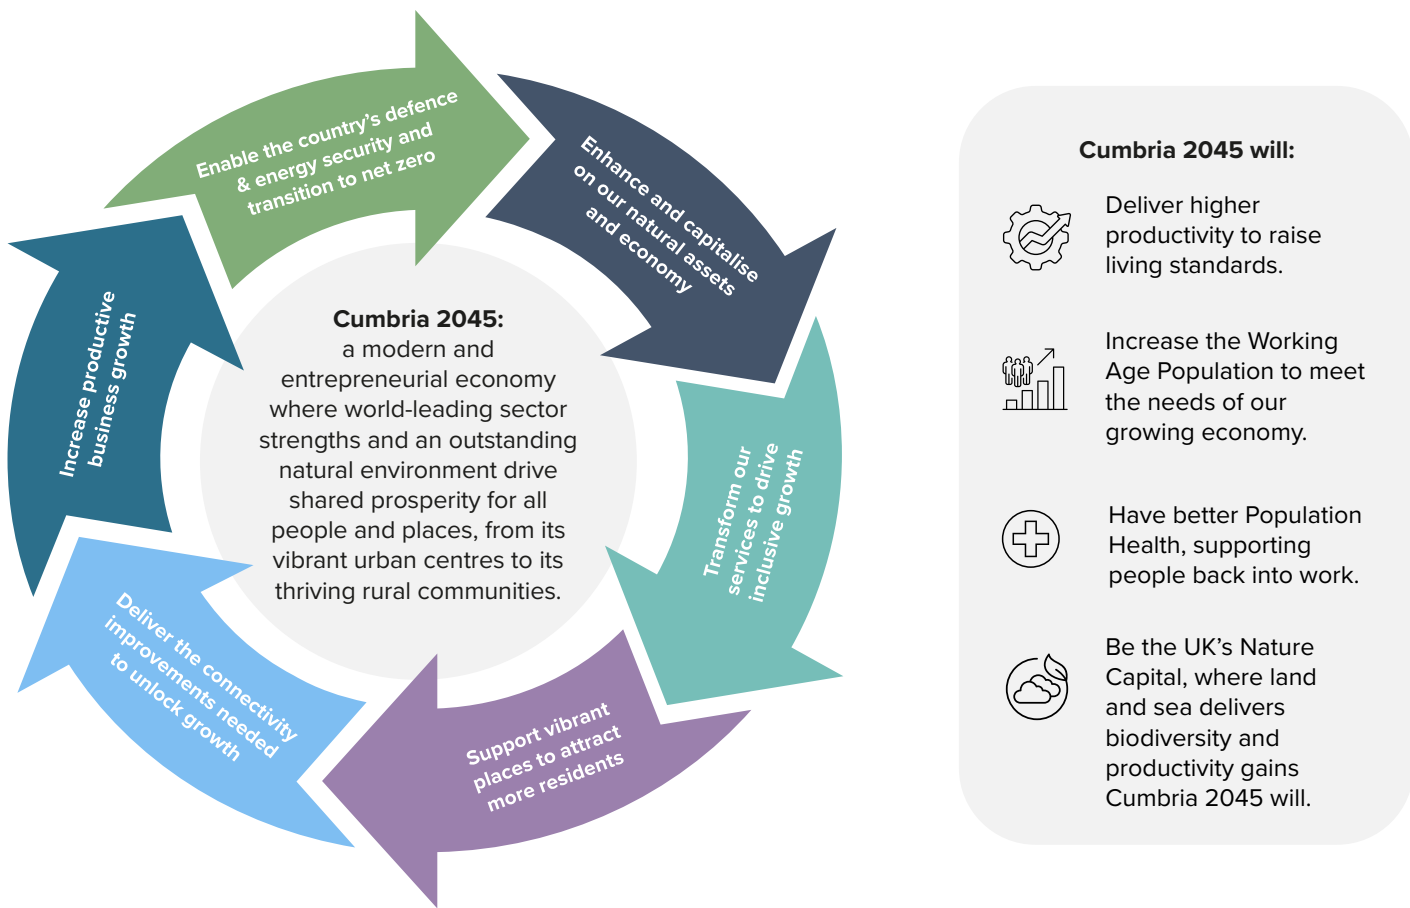 Enable the country’s defence
& energy security and
transition to net zero
Enhance and capitalise
on our natural assets
and economy
Transform our
services to drive
inclusive growth
Support vibrant
places to attract
more residents
Deliver the connectivity
improvements needed
to unlock growth
Increase productive
business growth
Cumbria 2045:
a modern and
entrepreneurial economy
where world-leading sector
strengths and an outstanding
natural environment drive
shared prosperity for all
people and places, from its
vibrant urban centres to its
thriving rural communities.
Cumbria 2045 will:
Deliver higher
productivity to raise
living standards.
Increase the Working
Age Population to meet
the needs of our
growing economy.
Have better Population
Health, supporting
people back into work.
Be the UK’s Nature
Capital, where land
and sea delivers
biodiversity and
productivity gains
Cumbria 2045 will.